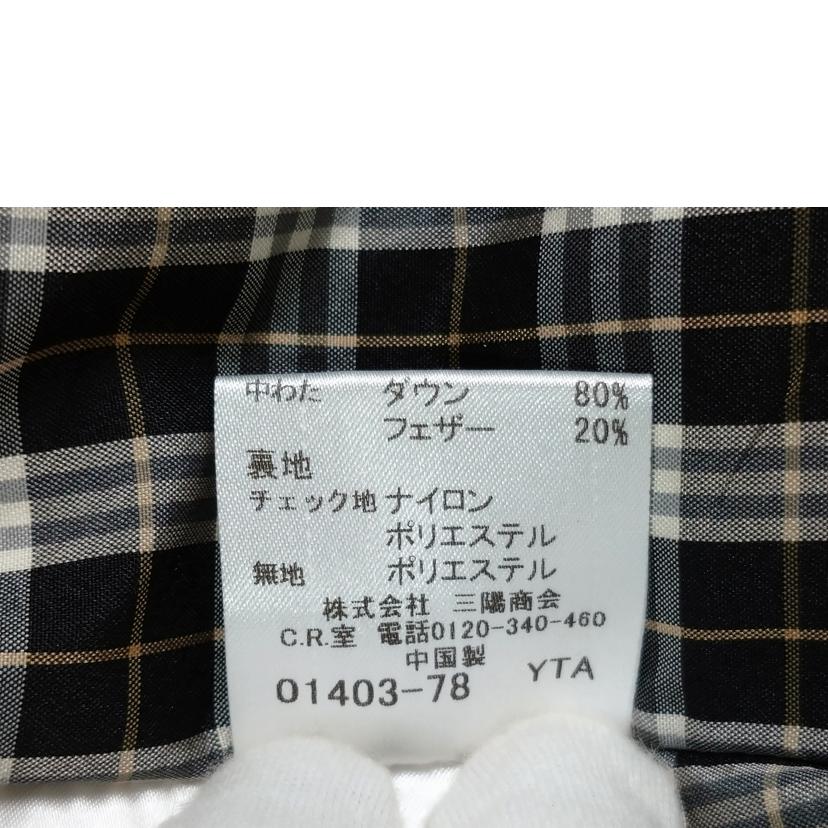 中わた ダウン 80%
フェザー 20%
裏地
チェック地 ナイロン
ポリエステル
無地 ポリエステル
株式会社 三陽商会
C.R.室 電話0120-340-460
中国製
01403-78 YTA